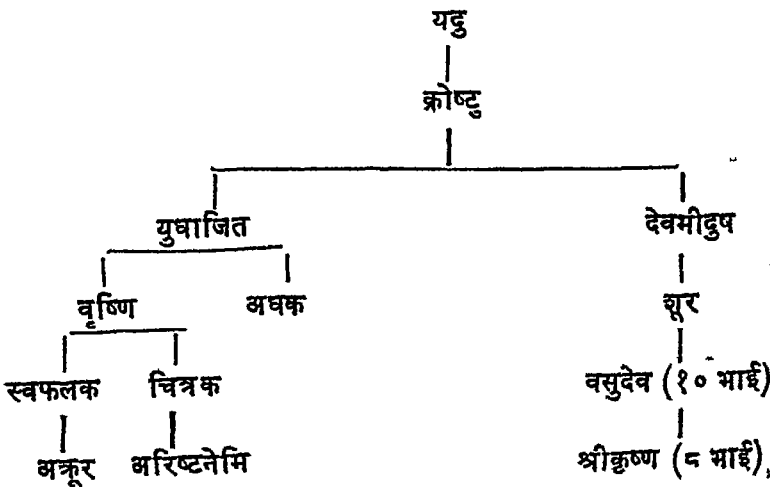 यदु
क्रोष्टु
युधाजित देवमीदुष
वृष्णि अधक शूर
स्वफलक चित्रक वसुदेव (१० भाई)
अक्रूर अरिष्टनेमि श्रीकृष्ण (८ भाई),